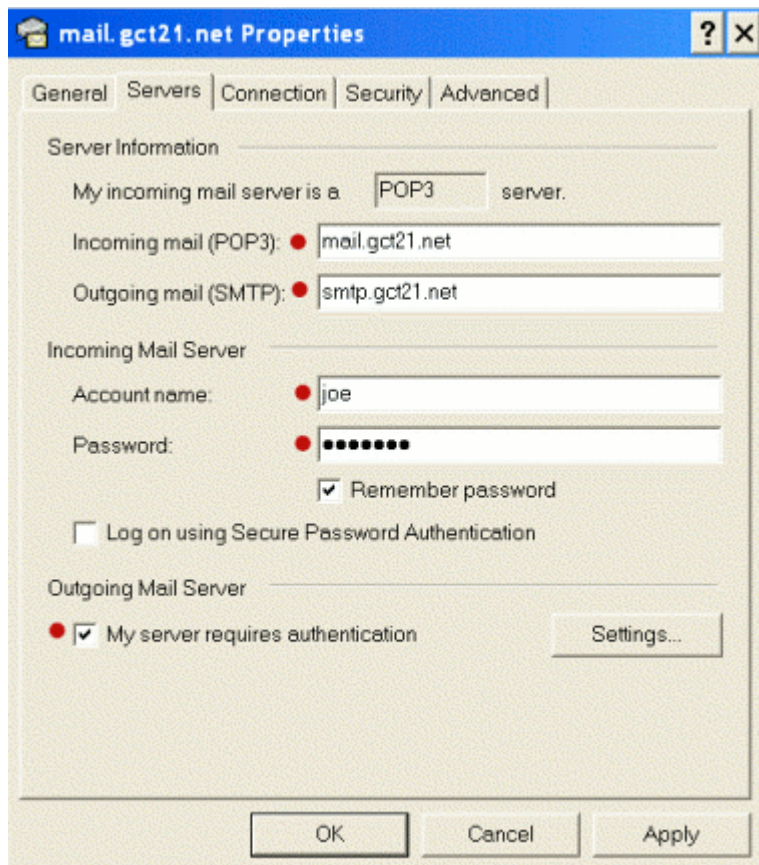 mail.gct21.net Properties
General Servers Connection Security Advanced
Server Information
My incoming mail server is a POP3 server.
Incoming mail (POP3): mail.gct21.net
Outgoing mail (SMTP): smtp.gct21.net
Incoming Mail Server
Account name: joe
Password: •••••••
Remember password
Log on using Secure Password Authentication
Outgoing Mail Server
My server requires authentication Settings...
OK Cancel Apply